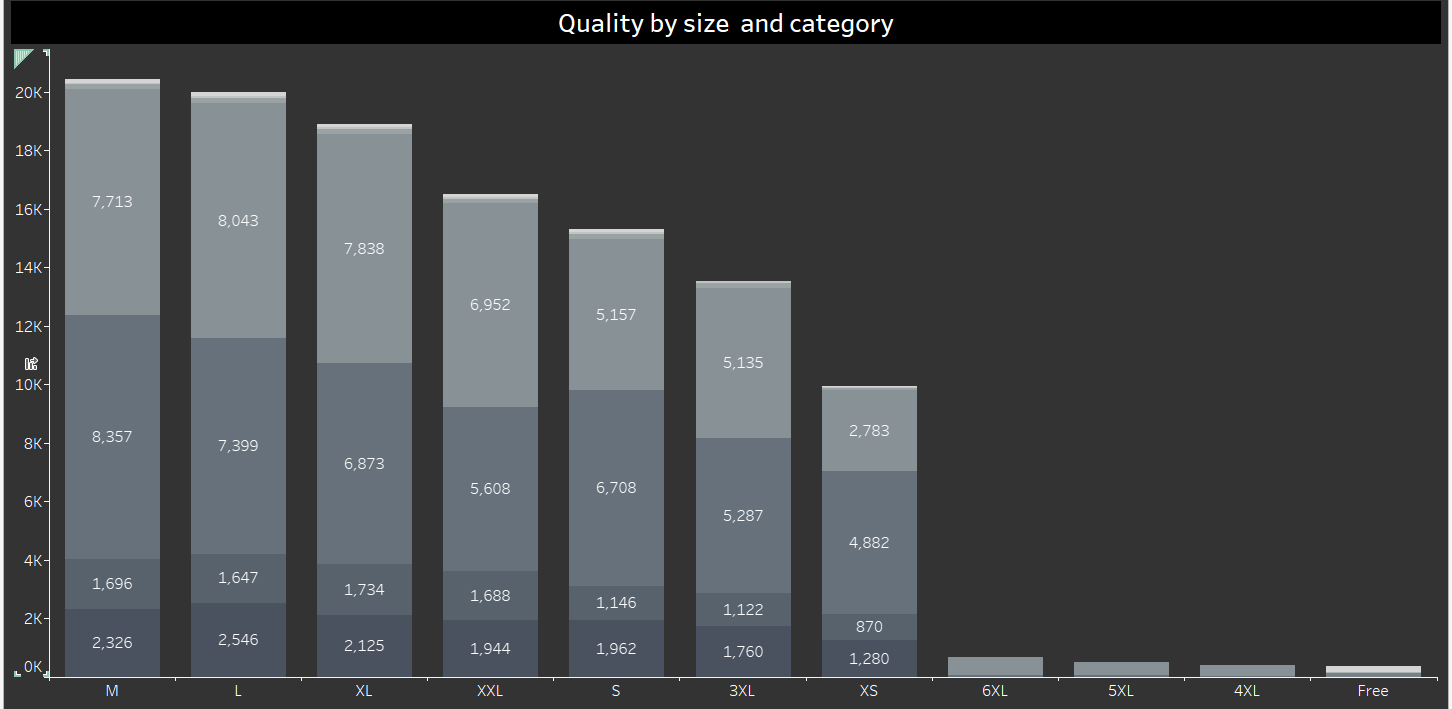 Quality by size  and category
20K
18K
16K
14K
12K
10K
8K
6K
4K
2K
0K
7,713
8,357
1,696
2,326
8,043
7,399
1,647
2,546
7,838
6,873
1,734
2,125
6,952
5,608
1,688
1,944
5,157
6,708
1,146
1,962
5,135
5,287
1,122
1,760
2,783
4,882
870
1,280
M L XL XXL S 3XL XS 6XL 5XL 4XL Free